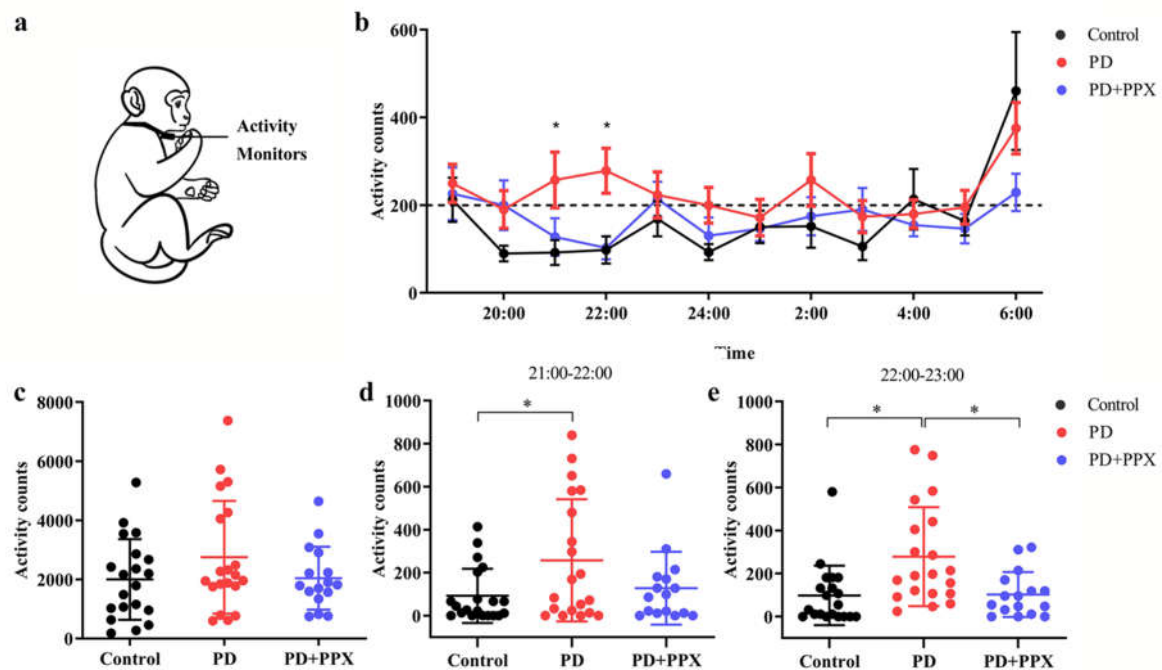 a
Activity
Monitors
b
Activity counts
600
400
200
0
* *
20:00 22:00 24:00 2:00 4:00 6:00
Time
Control
PD
PD+PPX
c
Activity counts
8000
6000
4000
2000
0
Control PD PD+PPX
d
21:00-22:00
Activity counts
1000
800
600
400
200
0
*
Control PD PD+PPX
e
22:00-23:00
Activity counts
1000
800
600
400
200
0
* *
Control PD PD+PPX
Control
PD
PD+PPX